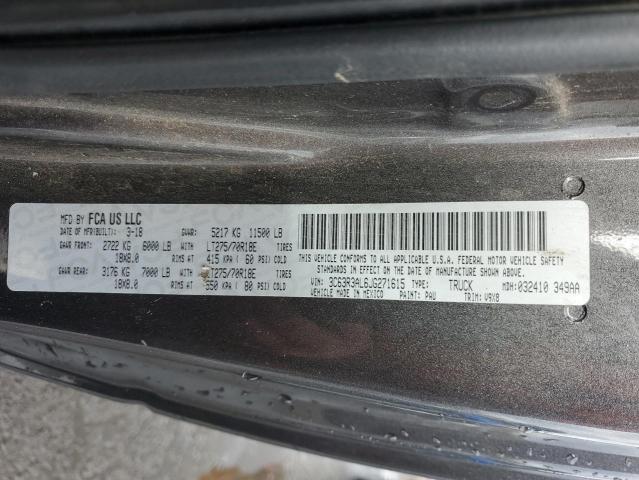 MFD BY FCA US LLC
DATE OF MFR(BUILT): 3-18 GVWR: 5217 KG 11500 LB
GAWR FRONT: 2722 KG 6000 LB WITH LT275/70R18E TIRES
18X8.0 RIMS AT 415 KPA ( 60 PSI) COLD
GAWR REAR: 3176 KG 7000 LB WITH LT275/70R18E TIRES
18X8.0 RIMS AT 550 KPA ( 80 PSI) COLD
THIS VEHICLE CONFORMS TO ALL APPLICABLE U.S.A. FEDERAL MOTOR VEHICLE SAFETY
STANDARDS IN EFFECT ON THE DATE OF MANUFACTURE SHOWN ABOVE.
VIN: 3C63R3AL6JG271615 TYPE: TRUCK MDH: 032410 349AA
VEHICLE MADE IN MEXICO PAINT: PAU TRIM: V9X8